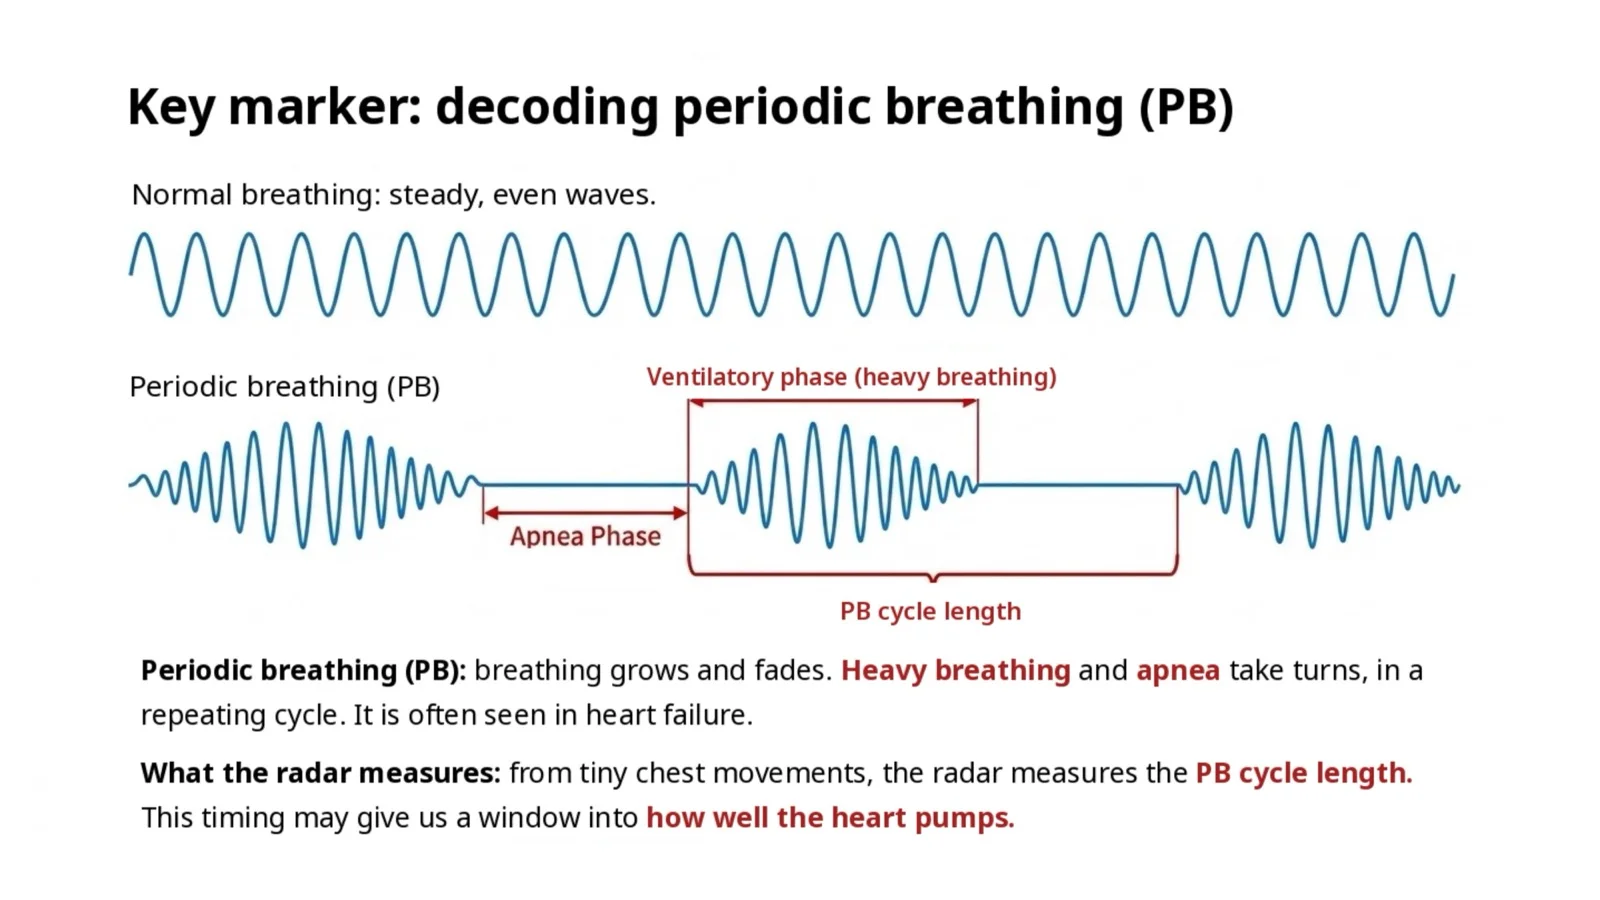 Key marker: decoding periodic breathing (PB)
Normal breathing: steady, even waves.
Ventilatory phase (heavy breathing)
Periodic breathing (PB)
Apnea Phase
PB cycle length
Periodic breathing (PB): breathing grows and fades. Heavy breathing and apnea take turns, in a
repeating cycle. It is often seen in heart failure.
What the radar measures: from tiny chest movements, the radar measures the PB cycle length.
This timing may give us a window into how well the heart pumps.